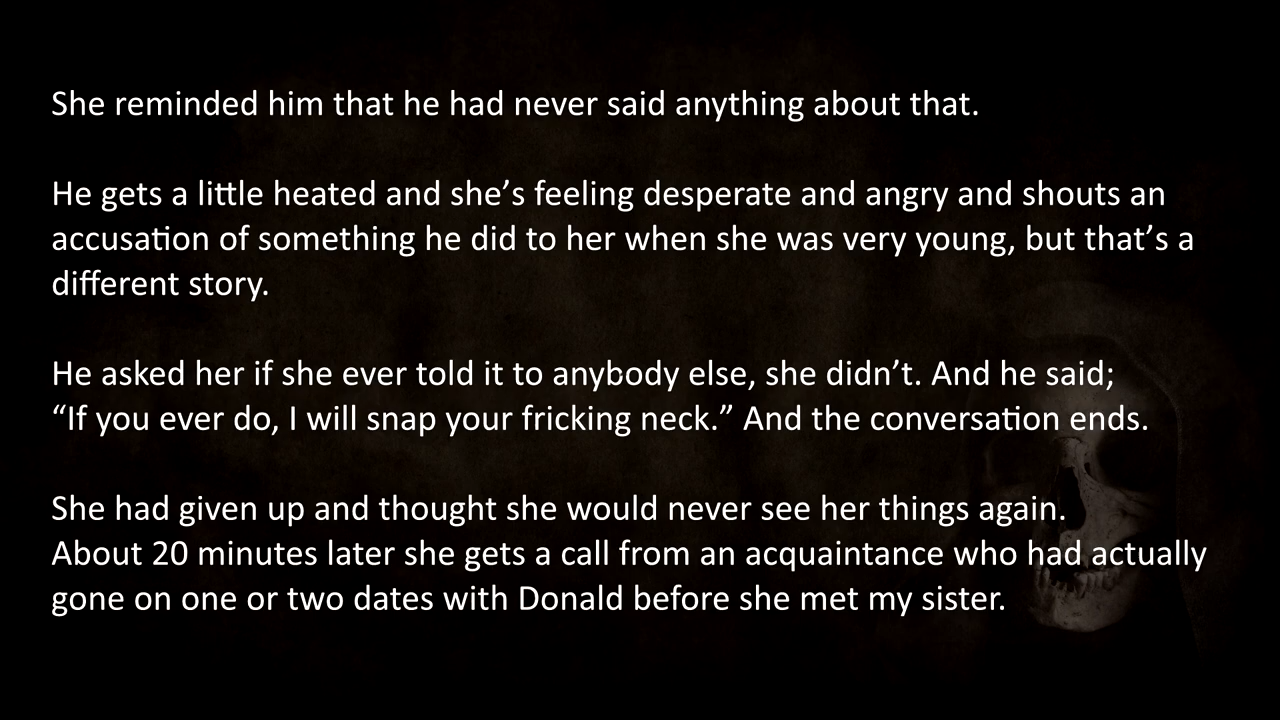 She reminded him that he had never said anything about that.
He gets a little heated and she’s feeling desperate and angry and shouts an
accusation of something he did to her when she was very young, but that’s a
different story.
He asked her if she ever told it to anybody else, she didn’t. And he said;
“If you ever do, I will snap your fricking neck.” And the conversation ends.
She had given up and thought she would never see her things again.
About 20 minutes later she gets a call from an acquaintance who had actually
gone on one or two dates with Donald before she met my sister.